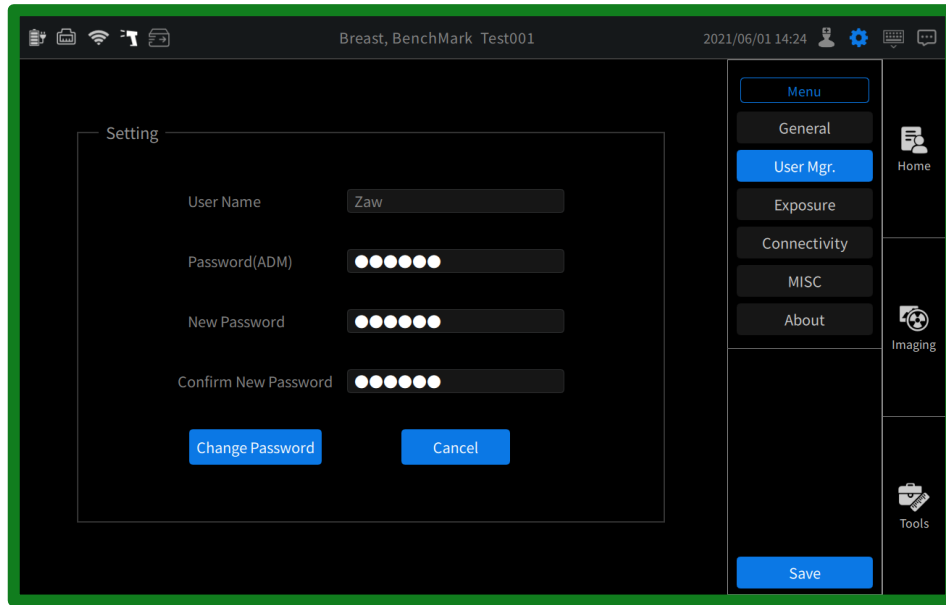 Breast, BenchMark Test001
2021/06/01 14:24
Setting
User Name
Zaw
Password(ADM)
●●●●●●
New Password
●●●●●●
Confirm New Password
●●●●●●
Change Password
Cancel
Menu
General
User Mgr.
Exposure
Connectivity
MISC
About
Save
Home
Imaging
Tools